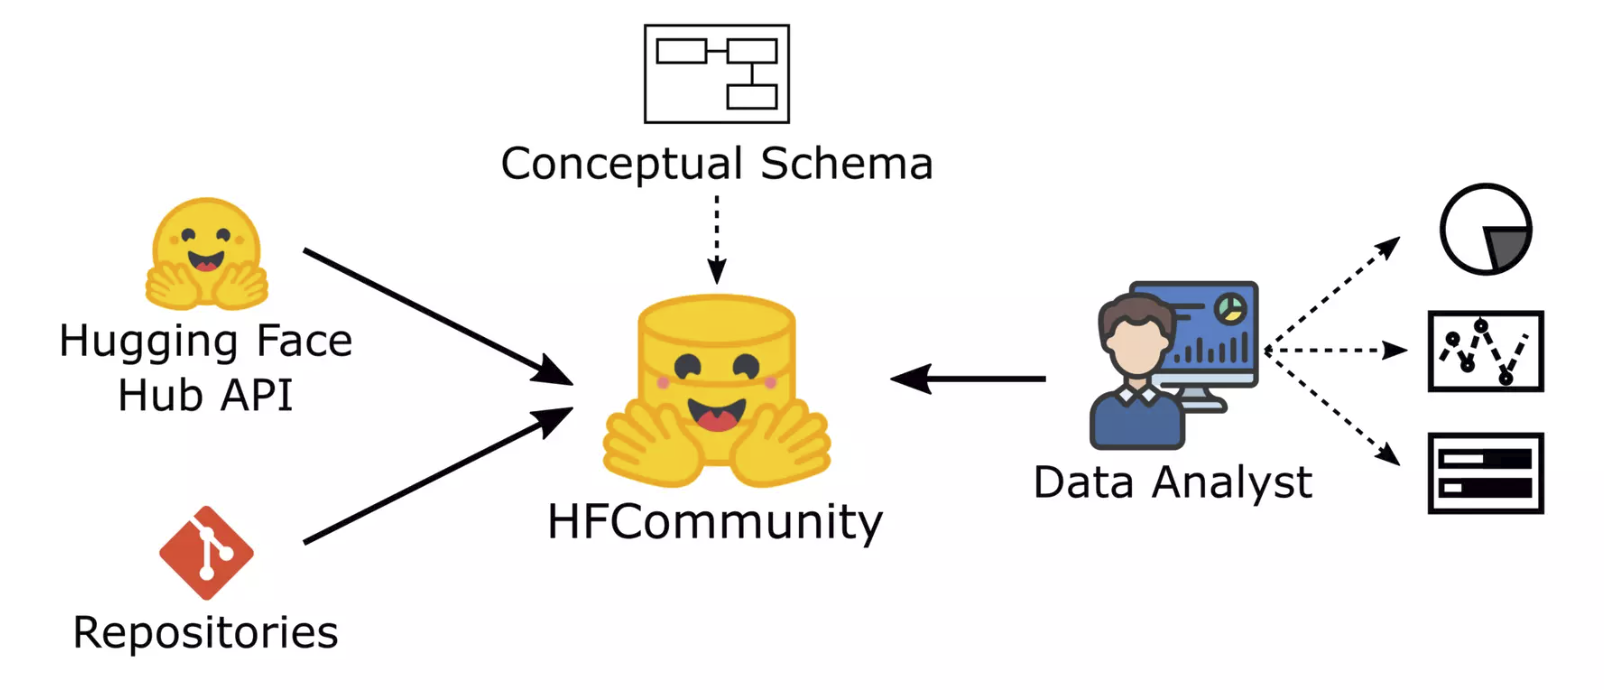 Conceptual Schema
Hugging Face
Hub API
HFCommunity
Data Analyst
Repositories